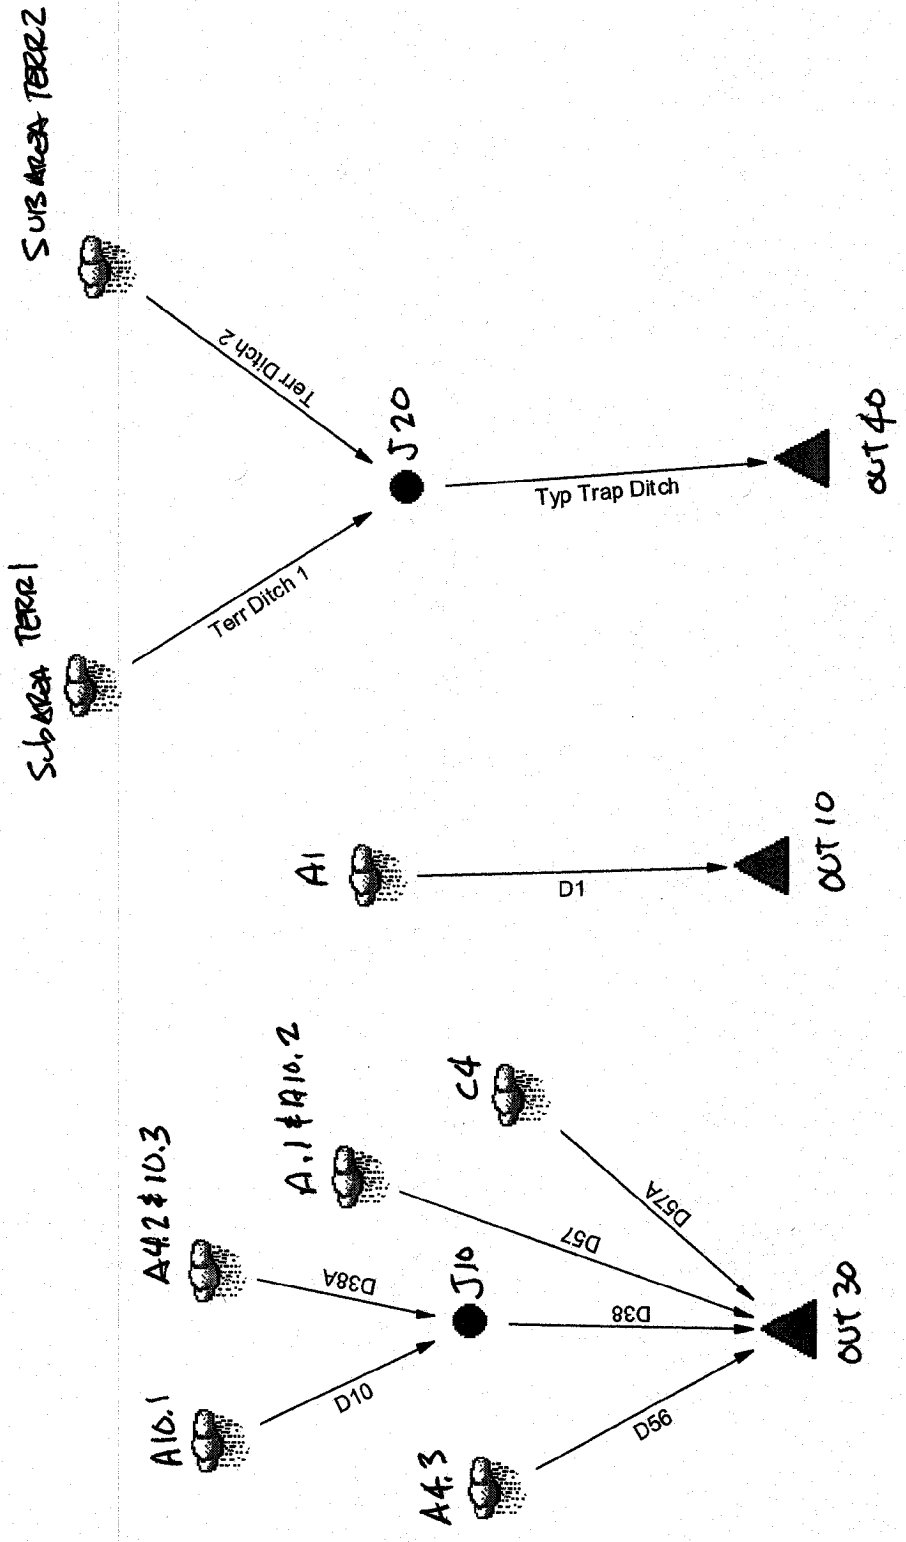 SUBAREA TERR2
SubAREA TERR1
Terr Ditch 2
Terr Ditch 1
J20
Typ Trap Ditch
OUT 40
A1
D1
OUT 10
A4.2 & 10.3
A.1 & A10.2
C4
A10.1
D38A
D10
J10
D57
D57A
D38
A4.3
D56
OUT 30